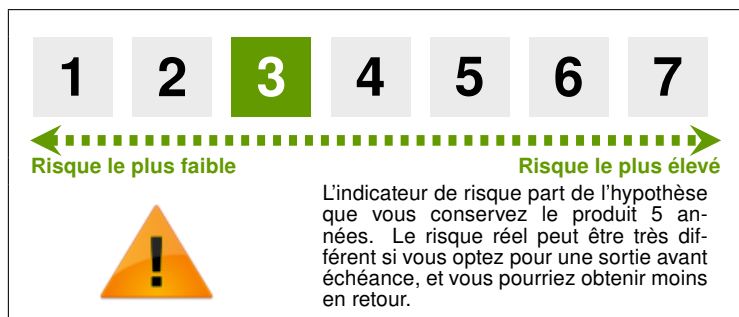 1 2 3 4 5 6 7
Risque le plus faible Risque le plus élevé
L'indicateur de risque part de l'hypothèse
que vous conservez le produit 5 an-
nées. Le risque réel peut être très dif-
férent si vous optez pour une sortie avant
échéance, et vous pourriez obtenir moins
en retour.